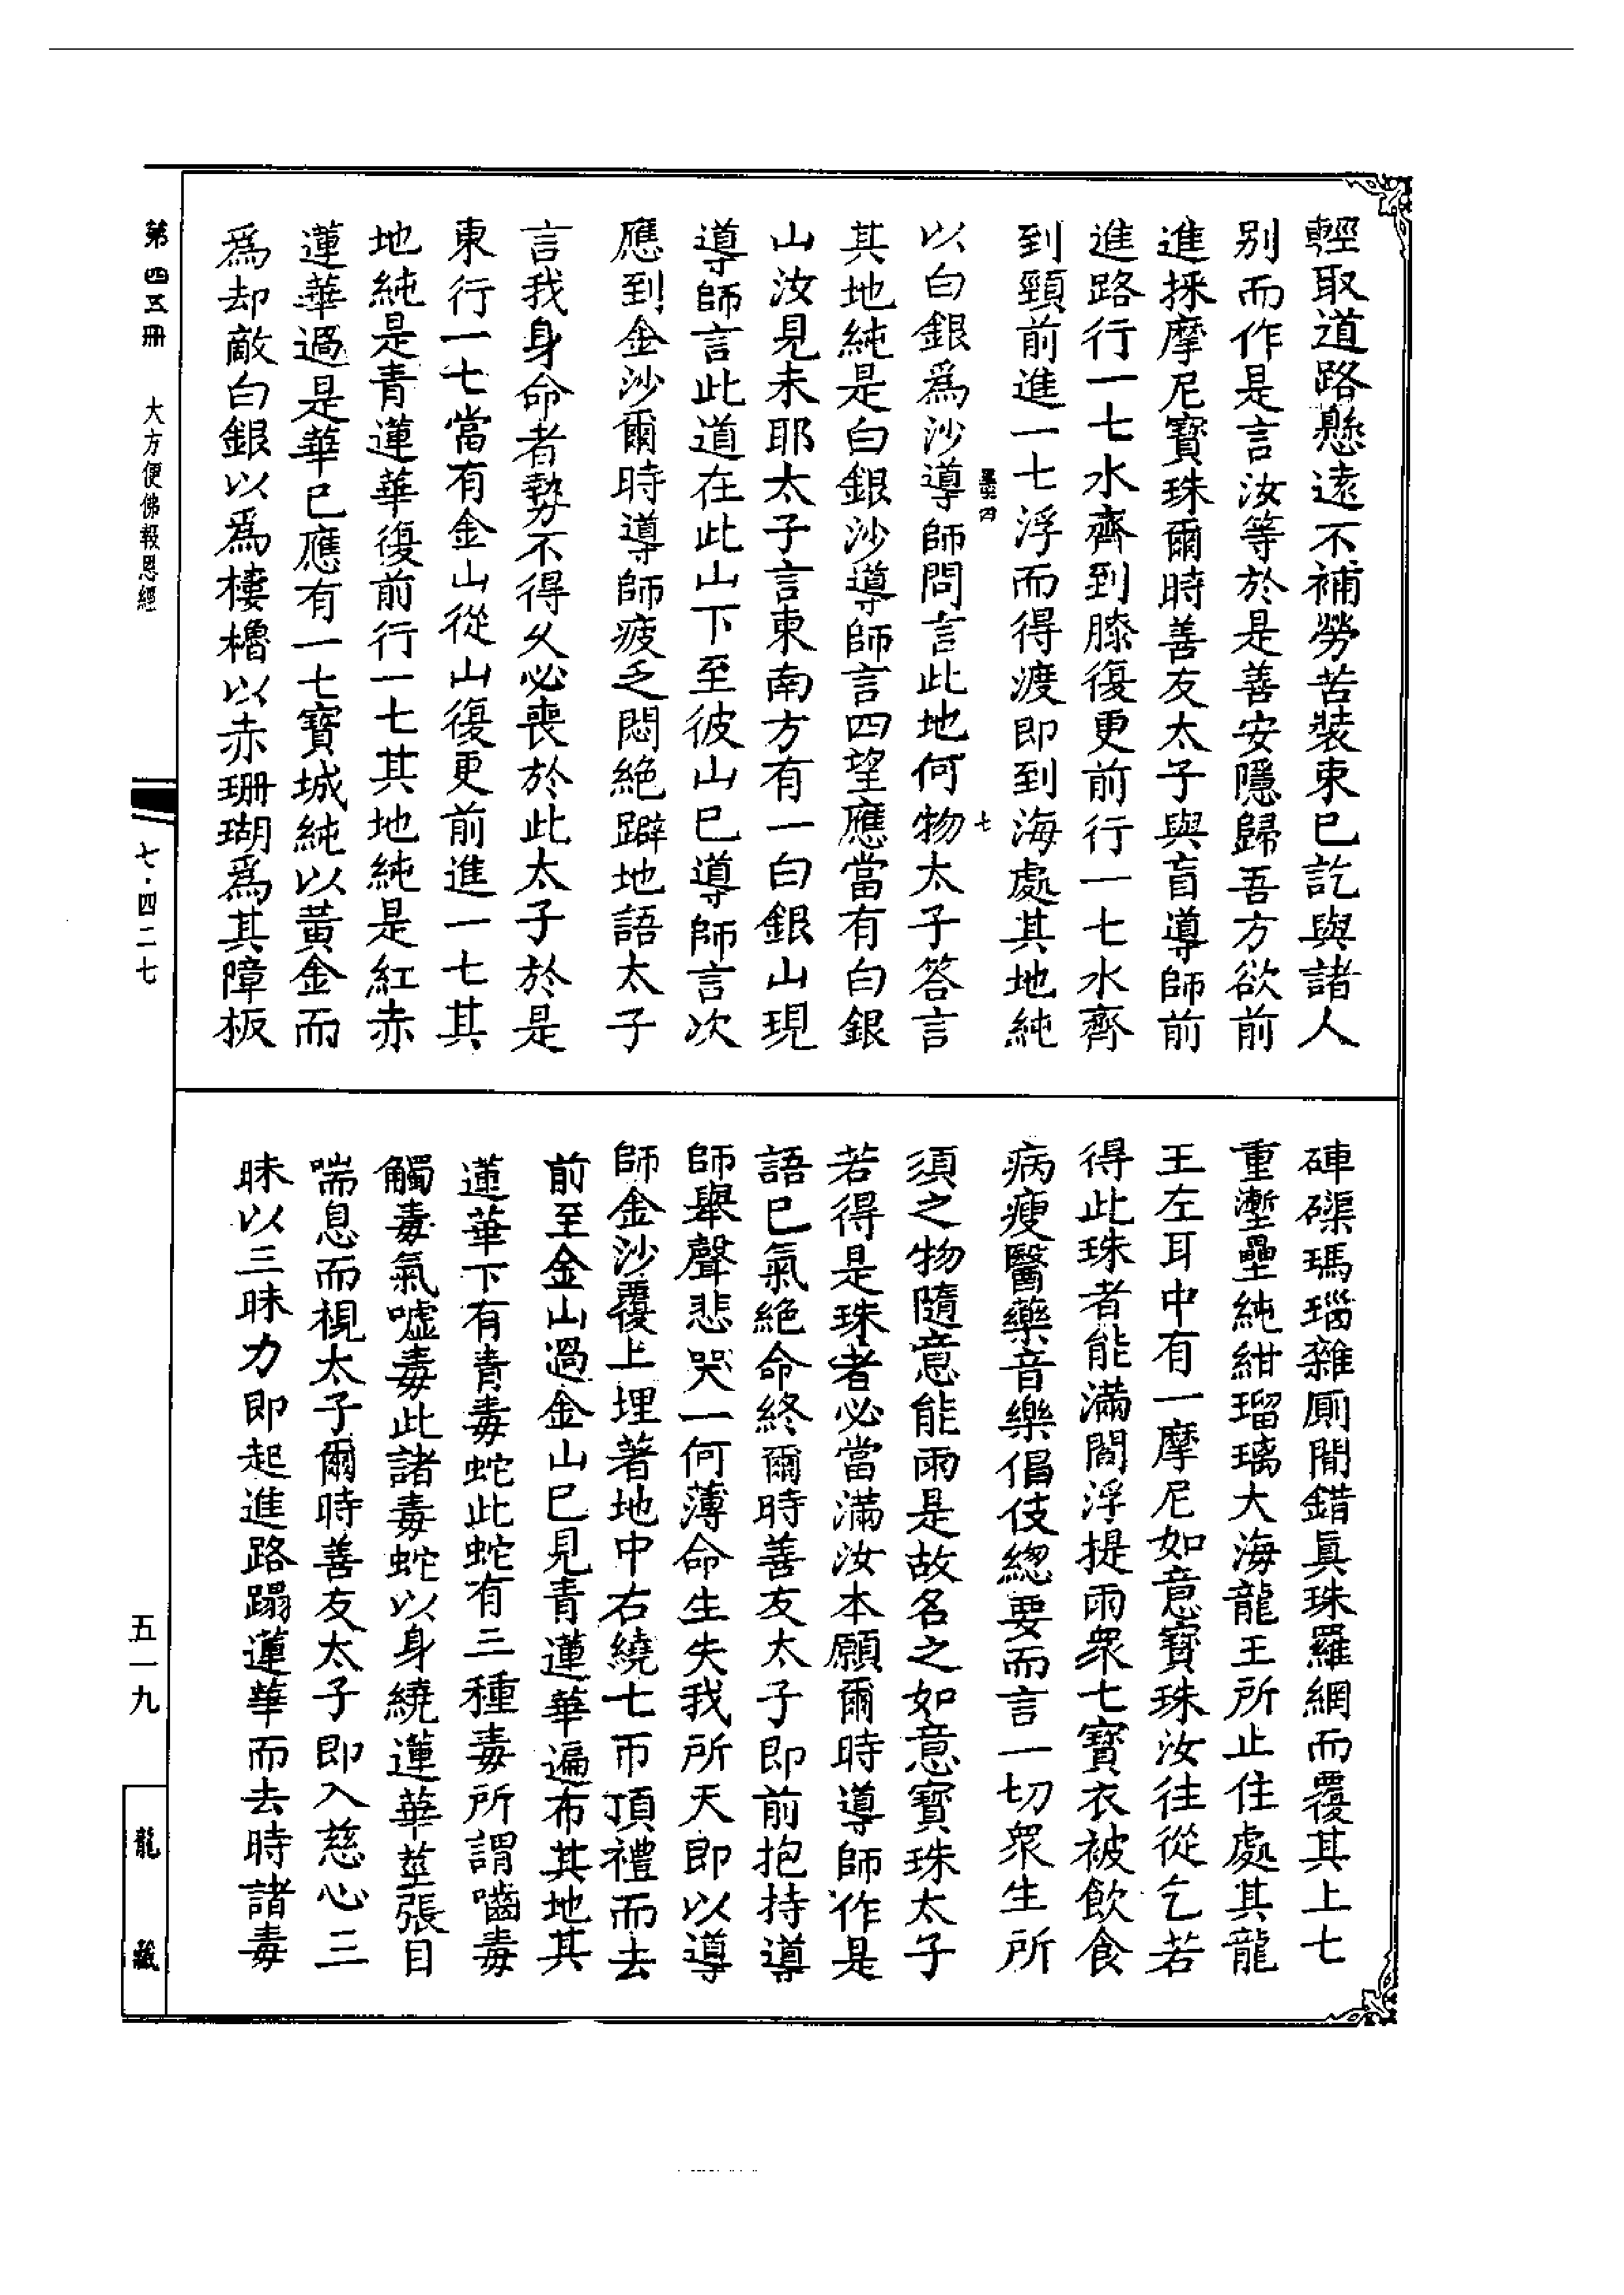 輕取道路懸遠不補勞苦裝束已訖與諸人
別而作是言汝等於是善安隱歸吾方欲前
進採摩尼寶珠爾時善友太子與盲導師前
進路行一七水齊到膝復更前行一七水齊
到頸前進一七浮而得渡即到海處其地純
以白銀爲沙導師問言此地何物太子答言
其地純是白銀沙導師言四望應當有白銀
山汝見未耶太子言東南方有一白銀山現
導師言此道在此山下至彼山已導師言次
應到金沙爾時導師疲乏悶絕躃地語太子
言我身命者勢不得久必喪於此太子於是
東行一七當有金山從山復更前進一七其
地純是青蓮華復前行一七其地純是紅赤
蓮華過是華已應有一七寶城純以黃金而
爲却敵白銀以爲樓櫓以赤珊瑚爲其障板
七
硨磲瑪瑙雜廁閒錯眞珠羅網而覆其上七
重塹壘純紺瑠璃大海龍王所止住處其龍
王左耳中有一摩尼如意寶珠汝往從乞若
得此珠者能滿閻浮提雨衆七寶衣被飲食
病瘦醫藥音樂倡伎緫要而言一切衆生所
須之物隨意能雨是故名之如意寶珠太子
若得是珠者必當滿汝本願爾時導師作是
語已氣絕命終爾時善友太子即前抱持導
師舉聲悲哭一何薄命生失我所天即以導
師金沙覆上埋著地中右繞七帀頂禮而去
前至金山過金山已見青蓮華遍布其地其
蓮華下有青毒蛇此蛇有三種毒所謂嚙毒
觸毒氣噓毒此諸毒蛇以身繞蓮華莖張目
喘息而視太子爾時善友太子即入慈心三
昧以三昧力即起進路蹋蓮華而去時諸毒
第四五冊 大方便佛報恩經
七·四二七
五一九
龍藏